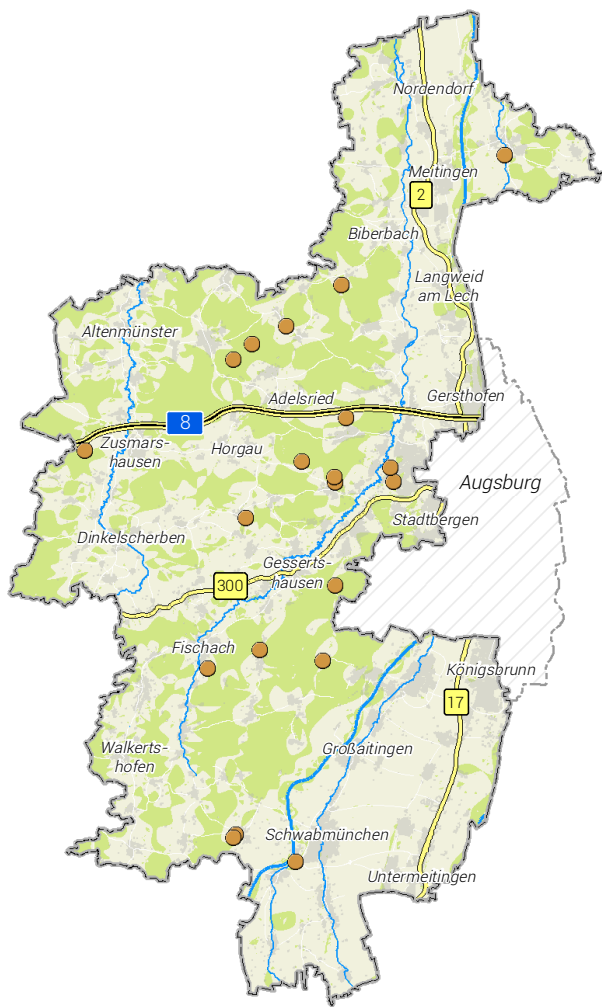 Nordendorf
Meitingen
2
Biberbach
Langweid
am Lech
Altenmünster
Adelsried
Gersthofen
8
Zusmars-
hausen
Horgau
Augsburg
Stadtbergen
Dinkelscherben
Gesserts-
hausen
300
Fischach
Königsbrunn
17
Walkerts-
hofen
Großaitingen
Schwabmünchen
Untermeitingen